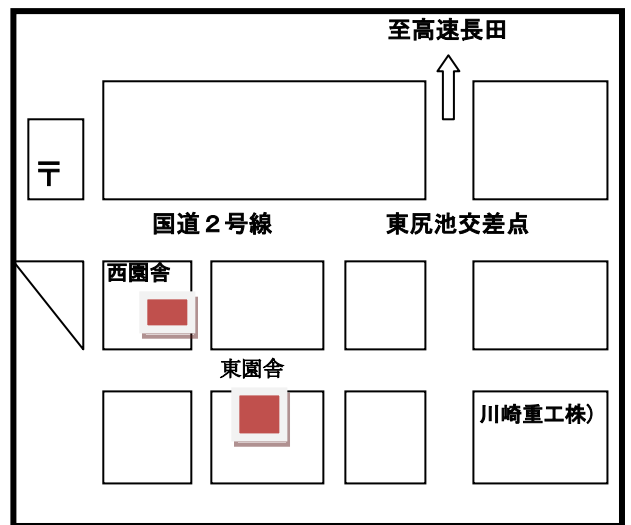 至高速長田
〒
国道２号線
東尻池交差点
西園舎
東園舎
川崎重工株)